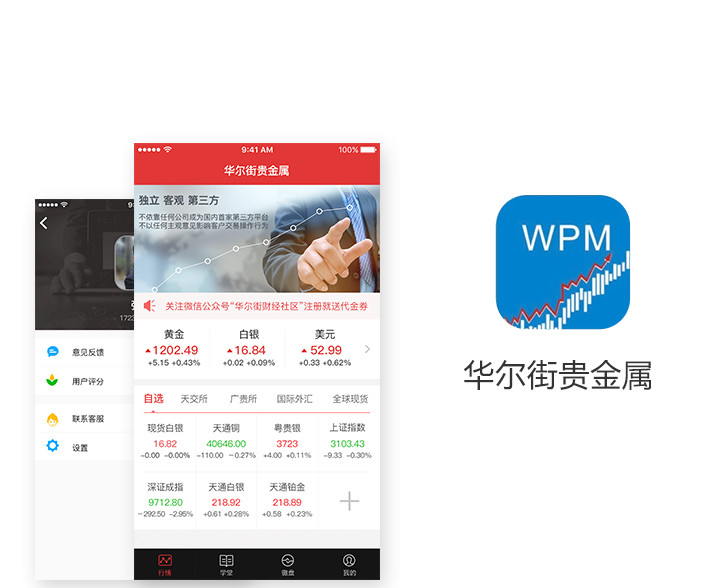 9:41 AM
100%
华尔街贵金属
独立 客观 第三方
不依靠任何公司成为国内首家第三方平台
不以任何主观意见影响客户交易操作行为
关注微信公众号“华尔街财经社区”注册就送代金券
黄金 白银 美元
1202.49 16.84 52.99
+5.15 +0.43% +0.02 +0.09% +0.33 +0.62%
自选 天交所 广贵所 国际外汇 全球现货
现货白银 天通铜 粤贵银 上证指数
16.82 40646.00 3723 3103.43
-0.00 -0.00% -110.00 -0.27% +4.00 +0.11% -9.33 -0.30%
深证成指 天通白银 天通铂金
9712.80 218.92 218.89
-292.50 -2.95% +0.61 +0.28% +0.58 +0.23%
行情 学堂 微盘 我的
1723
意见反馈
用户评分
联系客服
设置
WPM
华尔街贵金属